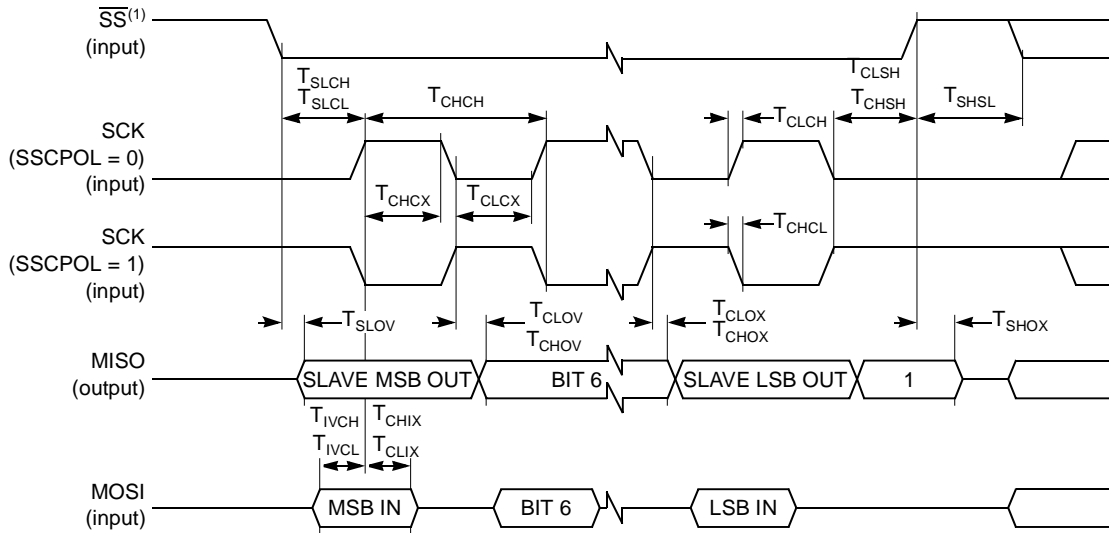 SS(1)
(input)
TSLCH
TSLCL
TCHCH
TCLCH
TCLSH
TCHSH
TSHSL
SCK
(SSCPOL = 0)
(input)
TCHCX
TCLCX
TCHCL
SCK
(SSCPOL = 1)
(input)
TSLOV
TCLOV
TCHOV
TCLOX
TCHOX
TSHOX
MISO
(output)
SLAVE MSB OUT
BIT 6
SLAVE LSB OUT
1
TIVCH
TIVCL
TCHIX
TCLIX
MOSI
(input)
MSB IN
BIT 6
LSB IN